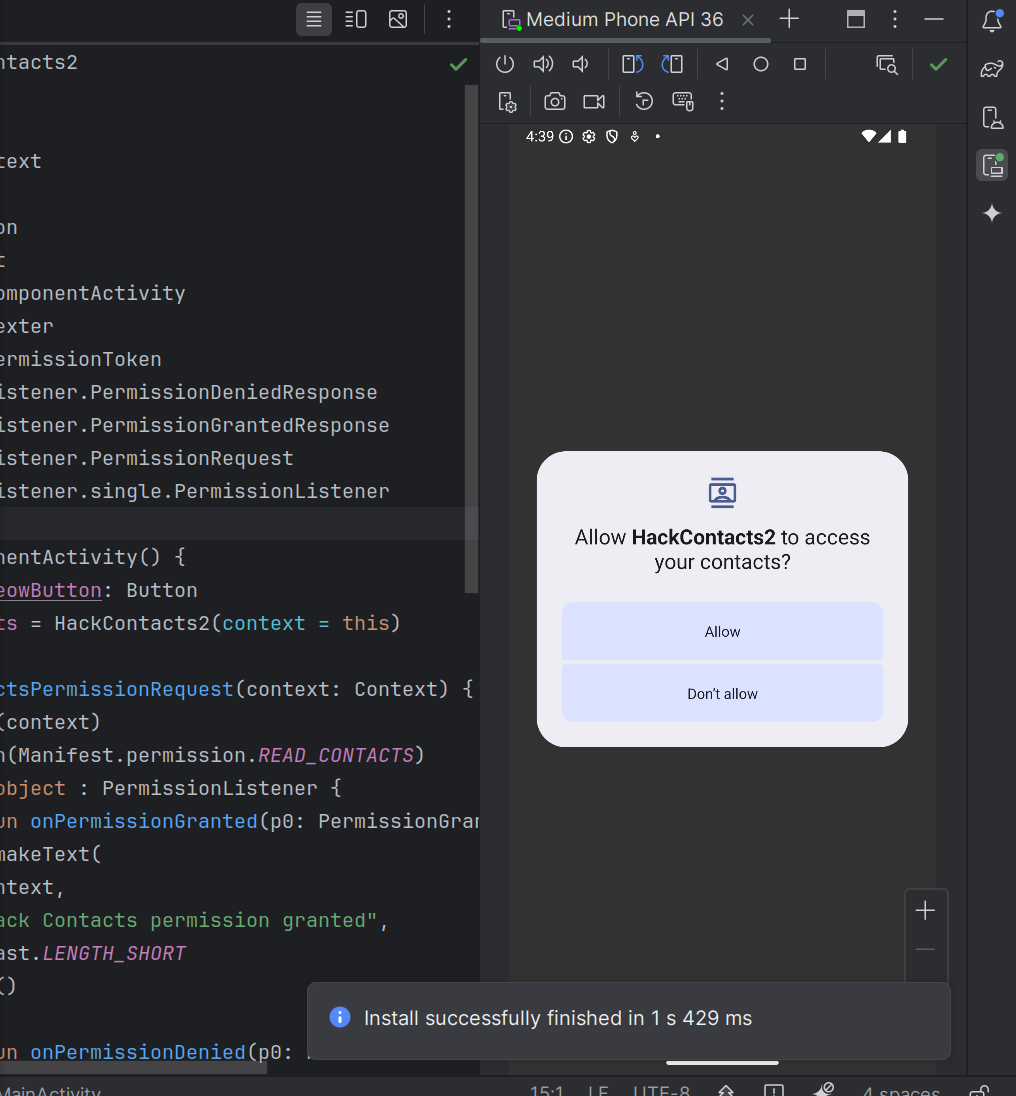 Medium Phone API 36
ntacts2
text
on
t
omponentActivity
exter
ermissionToken
istener.PermissionDeniedResponse
istener.PermissionGrantedResponse
istener.PermissionRequest
istener.single.PermissionListener
nentActivity() {
eowButton: Button
ts = HackContacts2(context = this)
ctsPermissionRequest(context: Context) {
(context)
n(Manifest.permission.READ_CONTACTS)
object : PermissionListener {
un onPermissionGranted(p0: PermissionGran
makeText(
ntext,
ack Contacts permission granted",
ast.LENGTH_SHORT
()
un onPermissionDenied(p0:
4:39
Allow HackContacts2 to access
your contacts?
Allow
Don't allow
Install successfully finished in 1 s 429 ms
MainActivity
15:1 LF UTF-8 4 spaces